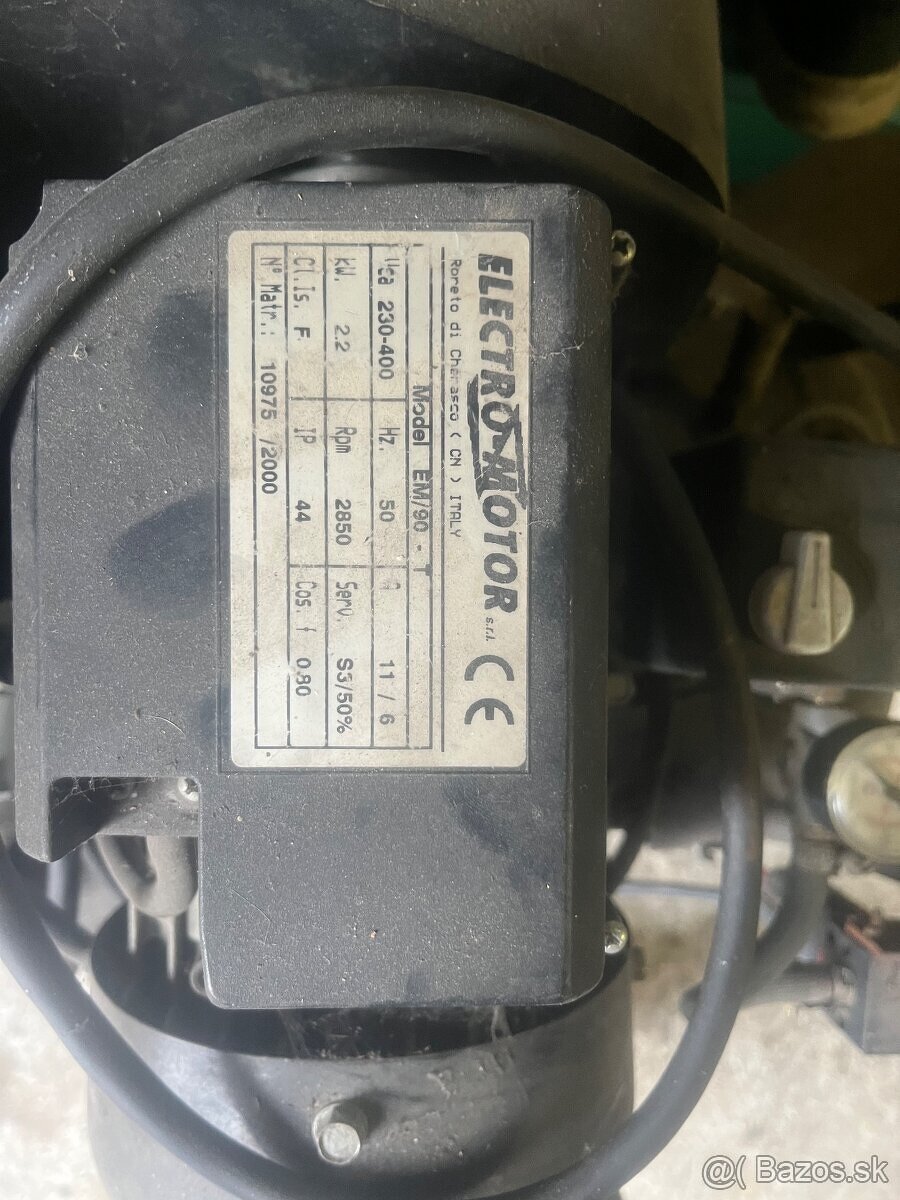 ELECTRO MOTOR s.r.l. CE
Roreto di Cherasco ( CN ) ITALY
Model EM/90 - T
Vca 230-400 Hz. 50 A 11 / 6
KW. 2.2 Rpm 2850 Serv. S3/50%
Cl.Is. F IP 44 Cos. f 0.80
N° Matr.: 10975 /2000
@( Bazos.sk